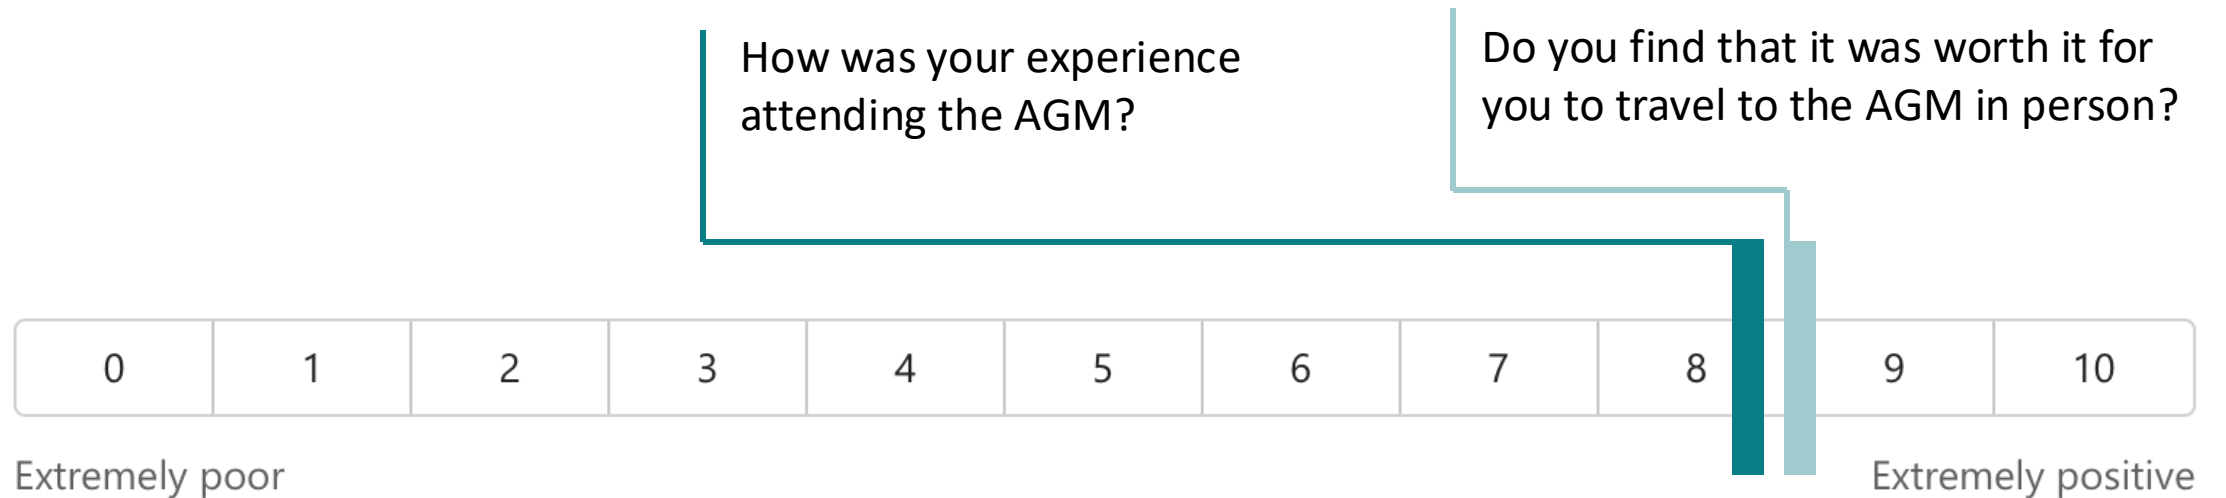 How was your experience
attending the AGM?
Do you find that it was worth it for
you to travel to the AGM in person?
0 1 2 3 4 5 6 7 8 9 10
Extremely poor
Extremely positive